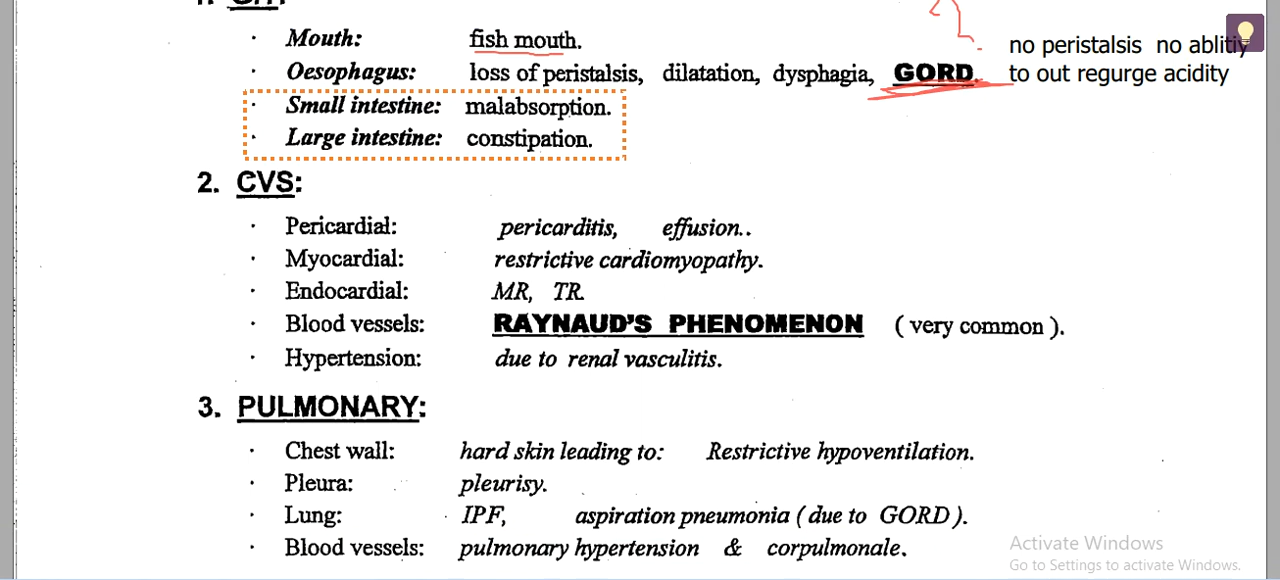 · Mouth: fish mouth.
no peristalsis no ablitiy
· Oesophagus: loss of peristalsis, dilatation, dysphagia, GORD.
to out regurge acidity
· Small intestine: malabsorption.
· Large intestine: constipation.
2. CVS:
· Pericardial: pericarditis, effusion..
· Myocardial: restrictive cardiomyopathy.
· Endocardial: MR, TR
· Blood vessels: RAYNAUD'S PHENOMENON ( very common ).
· Hypertension: due to renal vasculitis.
3. PULMONARY:
· Chest wall: hard skin leading to: Restrictive hypoventilation.
· Pleura: pleurisy.
· Lung: IPF, aspiration pneumonia ( due to GORD ).
· Blood vessels: pulmonary hypertension & corpulmonale.
Activate Windows
Go to Settings to activate Windows.